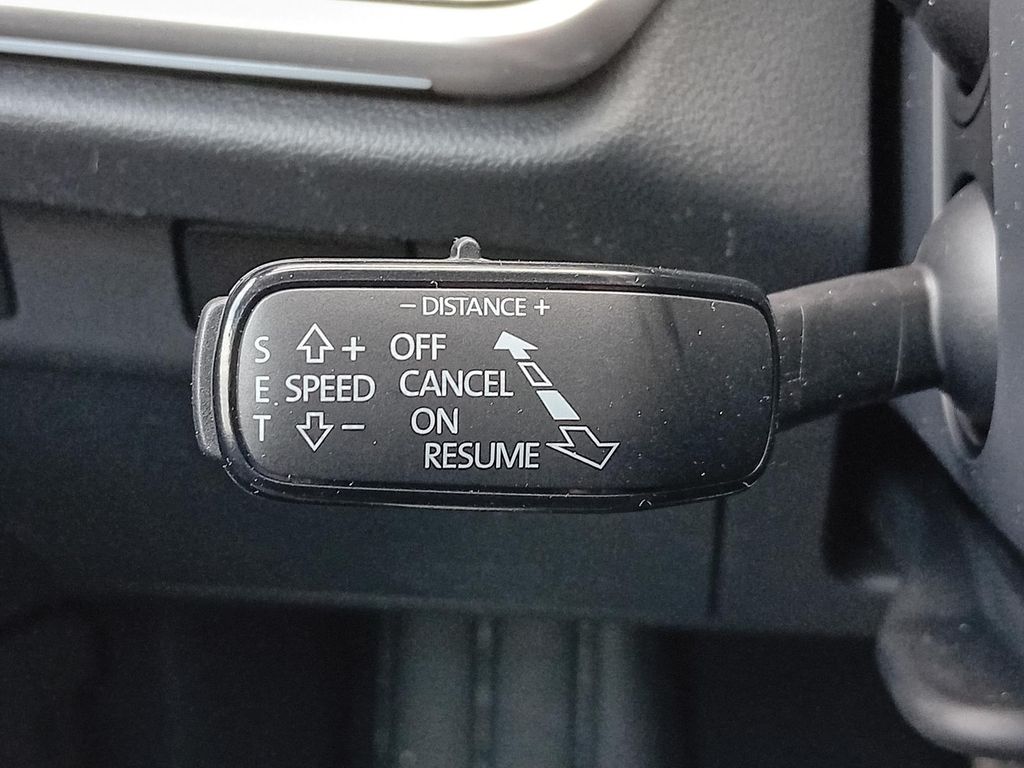 – DISTANCE +
S + OFF
E SPEED CANCEL
T – ON
RESUME